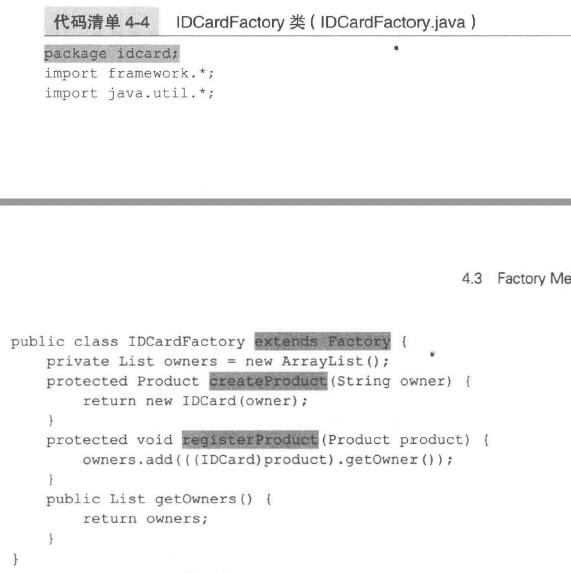 代码清单 4-4 IDCardFactory 类 ( IDCardFactory.java )
package idcard;
import framework.*;
import java.util.*;
4.3 Factory Me
public class IDCardFactory extends Factory {
    private List owners = new ArrayList();
    protected Product createProduct(String owner) {
        return new IDCard(owner);
    }
    protected void registerProduct(Product product) {
        owners.add(((IDCard)product).getOwner());
    }
    public List getOwners() {
        return owners;
    }
}